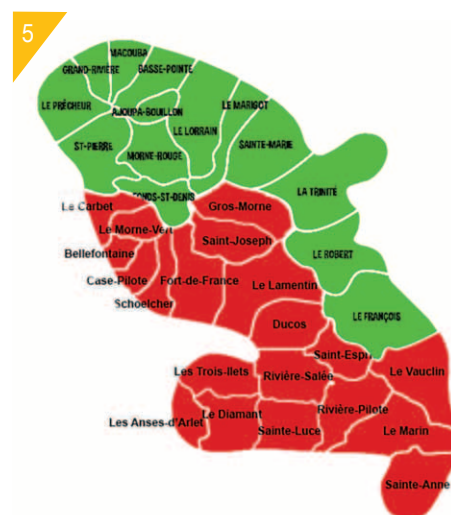 5
MACOUBA
GRAND-RIVIÈRE
BASSE-POINTE
LE PRÊCHEUR
AJOUPA-BOUILLON
LE MARIGOT
LE LORRAIN
ST-PIERRE
SAINTE-MARIE
MORNE-ROUGE
LA TRINITÉ
FONDS-ST-DENIS
Le Carbet
Gros-Morne
Le Morne-Vert
Saint-Joseph
Bellefontaine
LE ROBERT
Case-Pilote
Fort-de-France
Le Lamentin
Schoelcher
LE FRANÇOIS
Ducos
Saint-Espri
Les Trois-Ilets
Rivière-Salée
Le Vauclin
Les Anses-d'Arlet
Le Diamant
Rivière-Pilote
Sainte-Luce
Le Marin
Sainte-Anne